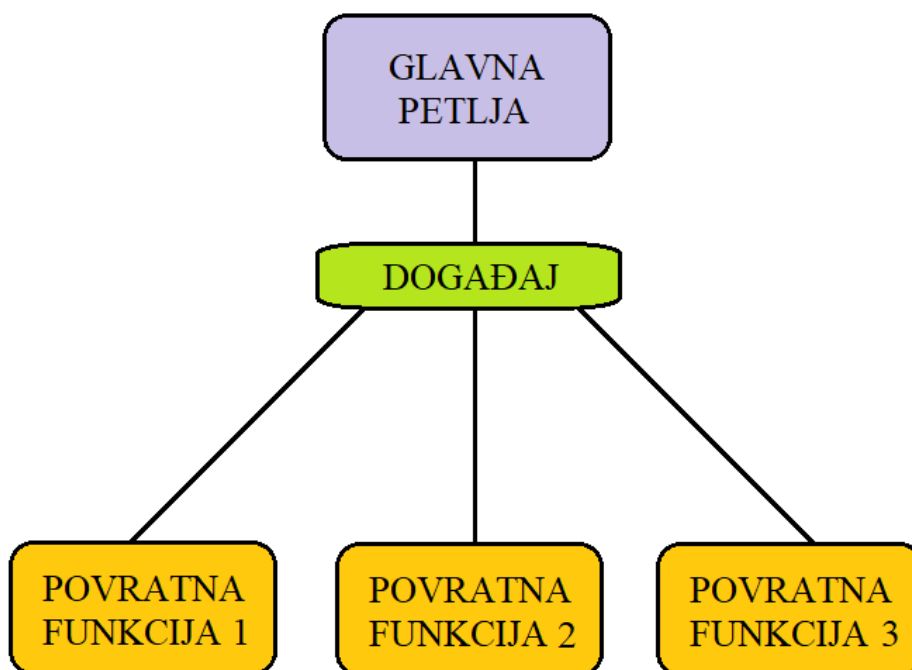 GLAVNA
PETLJA
DOGAĐAJ
POVRATNA
FUNKCIJA 1
POVRATNA
FUNKCIJA 2
POVRATNA
FUNKCIJA 3